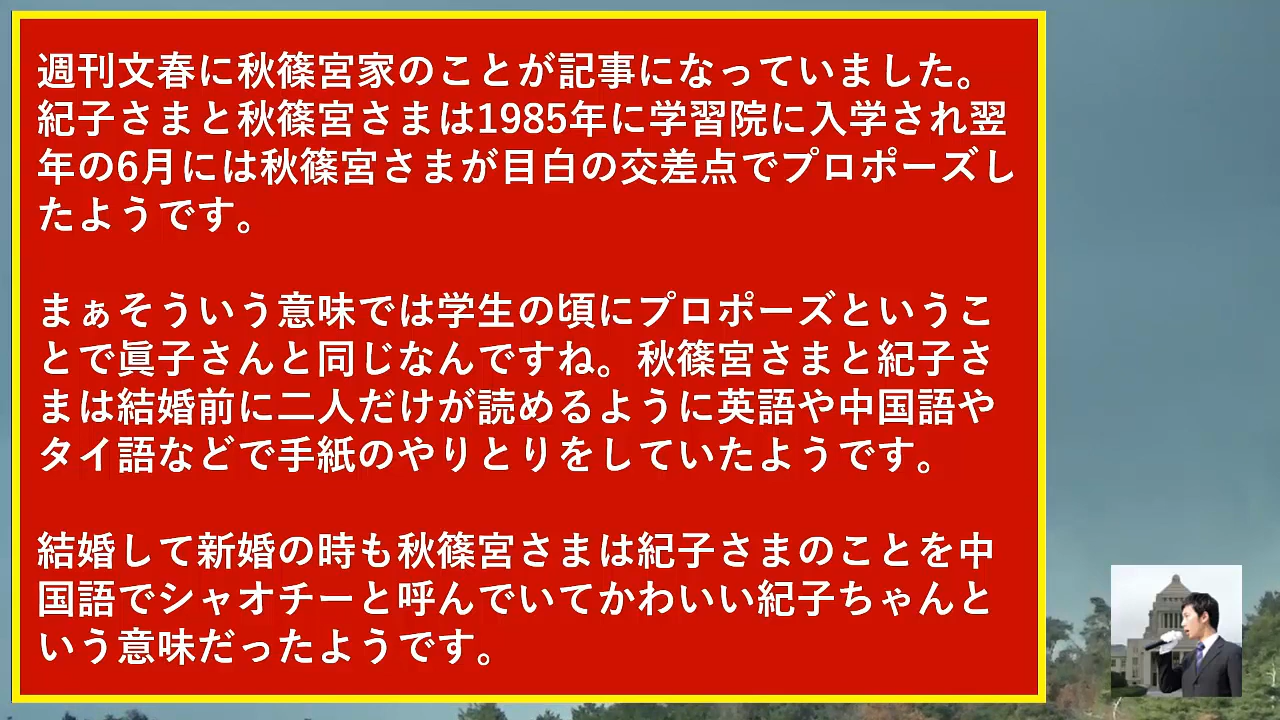 週刊文春に秋篠宮家のことが記事になっていました。
紀子さまと秋篠宮さまは1985年に学習院に入学され翌
年の6月には秋篠宮さまが目白の交差点でプロポーズし
たようです。
まぁそういう意味では学生の頃にプロポーズというこ
とで眞子さんと同じなんですね。秋篠宮さまと紀子さ
まは結婚前に二人だけが読めるように英語や中国語や
タイ語などで手紙のやりとりをしていたようです。
結婚して新婚の時も秋篠宮さまは紀子さまのことを中
国語でシャオチーと呼んでいてかわいい紀子ちゃんと
いう意味だったようです。